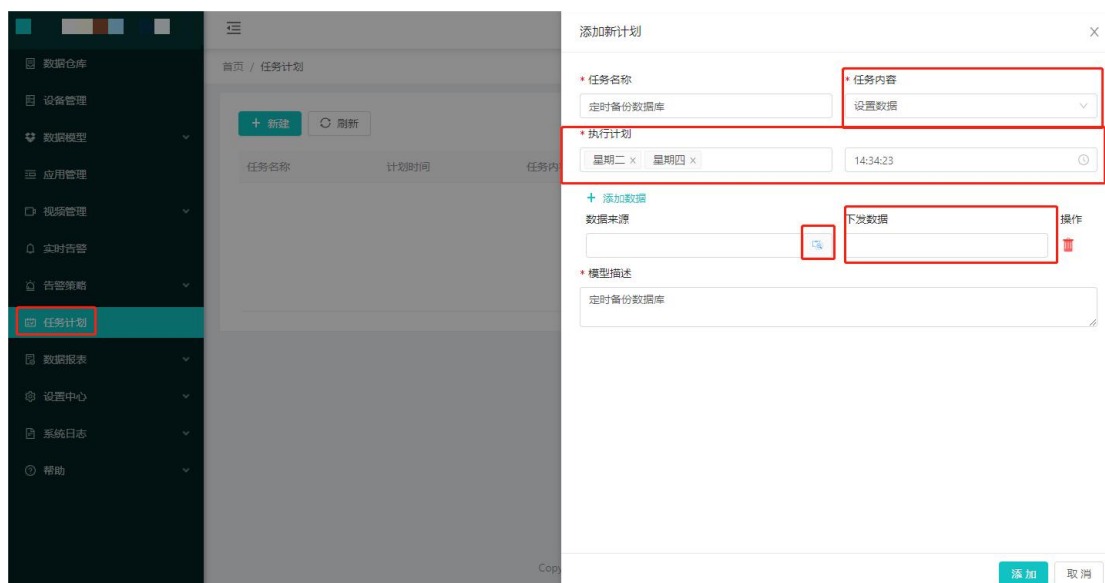 数据仓库
设备管理
数据模型
应用管理
视频管理
实时告警
告警策略
任务计划
数据报表
设置中心
系统日志
帮助
首页 / 任务计划
+ 新建 刷新
任务名称 计划时间 任务内
Copy
添加新计划
* 任务名称 * 任务内容
定时备份数据库 设置数据
* 执行计划
星期二 × 星期四 × 14:34:23
+ 添加数据
数据来源 下发数据 操作
* 模型描述
定时备份数据库
添加 取消